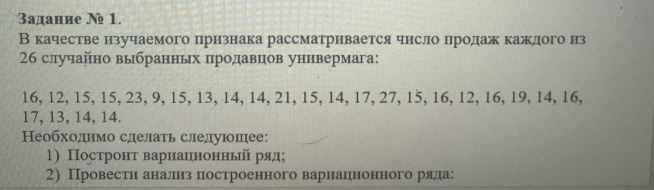 Задание № 1.
В качестве изучаемого признака рассматривается число продаж каждого из
26 случайно выбранных продавцов универмага:
16, 12, 15, 15, 23, 9, 15, 13, 14, 14, 21, 15, 14, 17, 27, 15, 16, 12, 16, 19, 14, 16,
17, 13, 14, 14.
Необходимо сделать следующее:
1) Построит вариационный ряд;
2) Провести анализ построенного вариационного ряда: